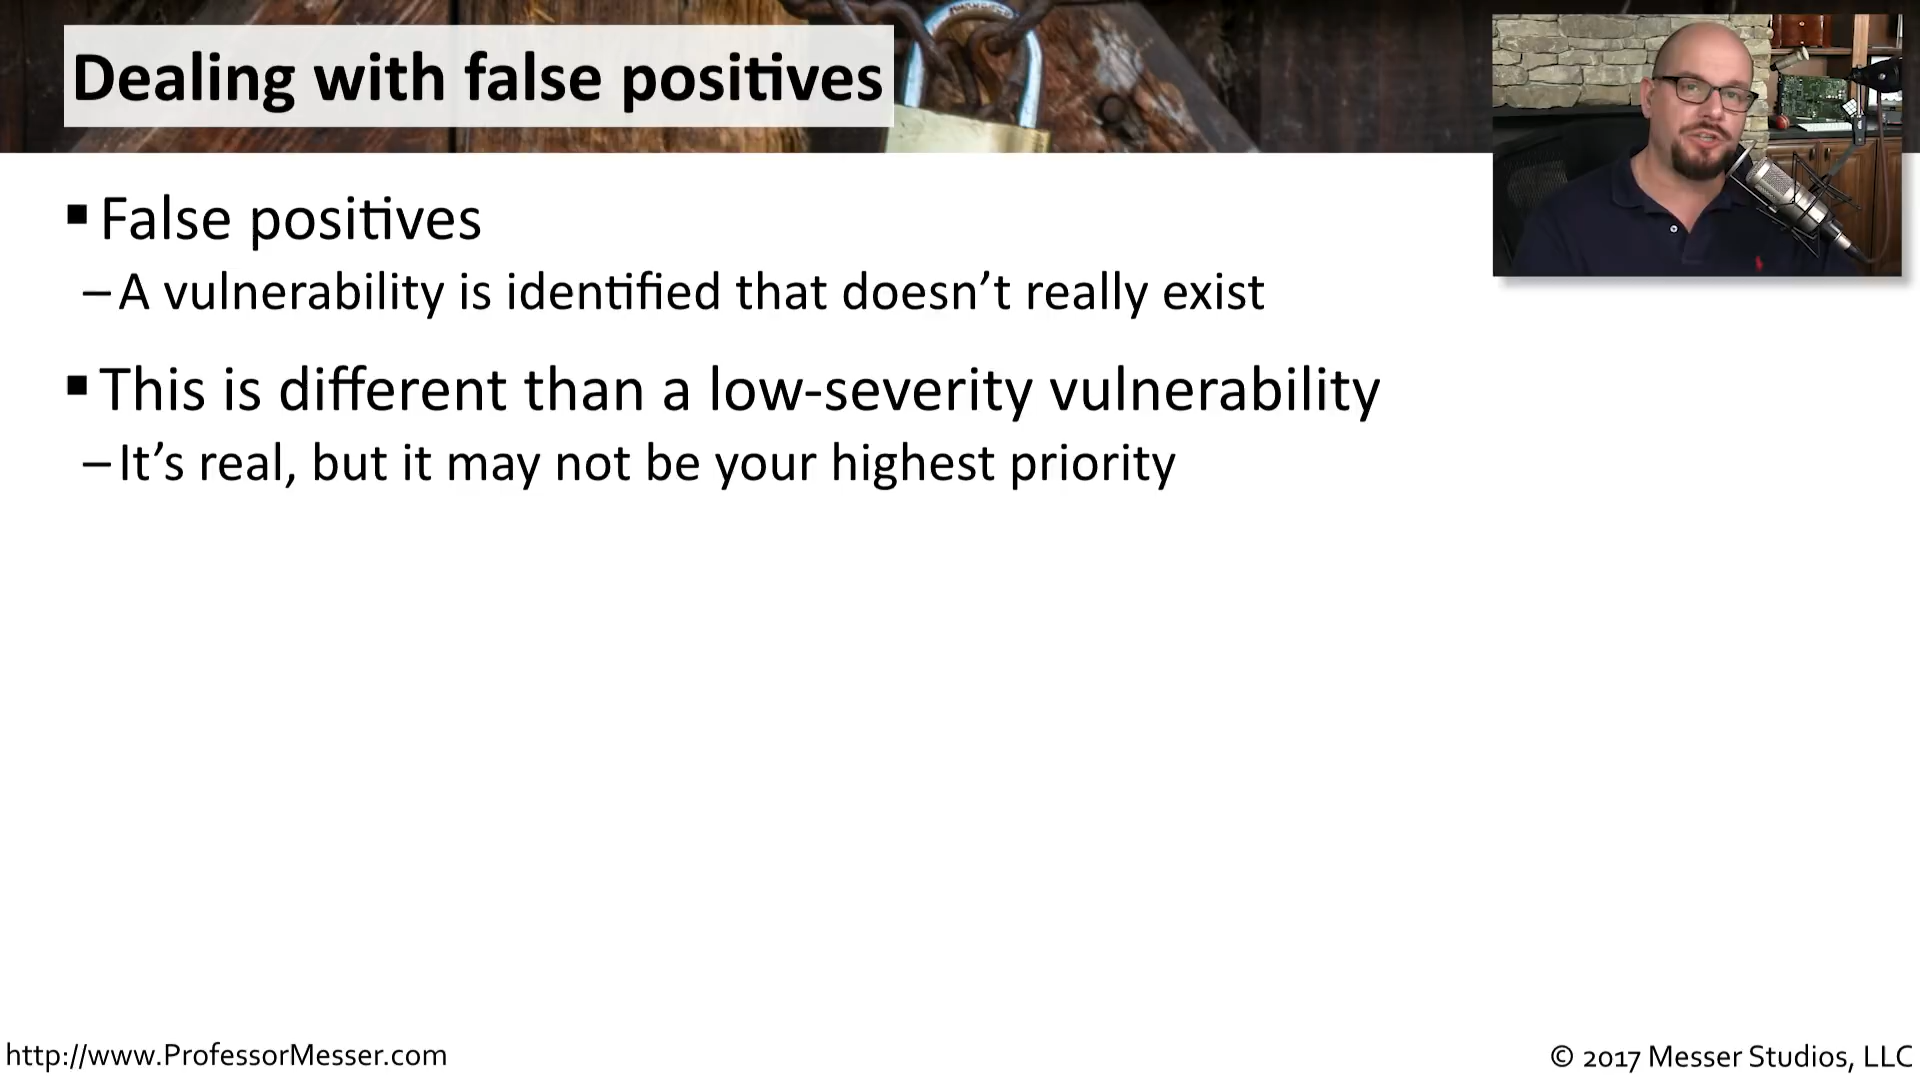 Dealing with false positives
▪ False positives
– A vulnerability is identified that doesn’t really exist
▪ This is different than a low-severity vulnerability
– It’s real, but it may not be your highest priority
http://www.ProfessorMesser.com
© 2017 Messer Studios, LLC